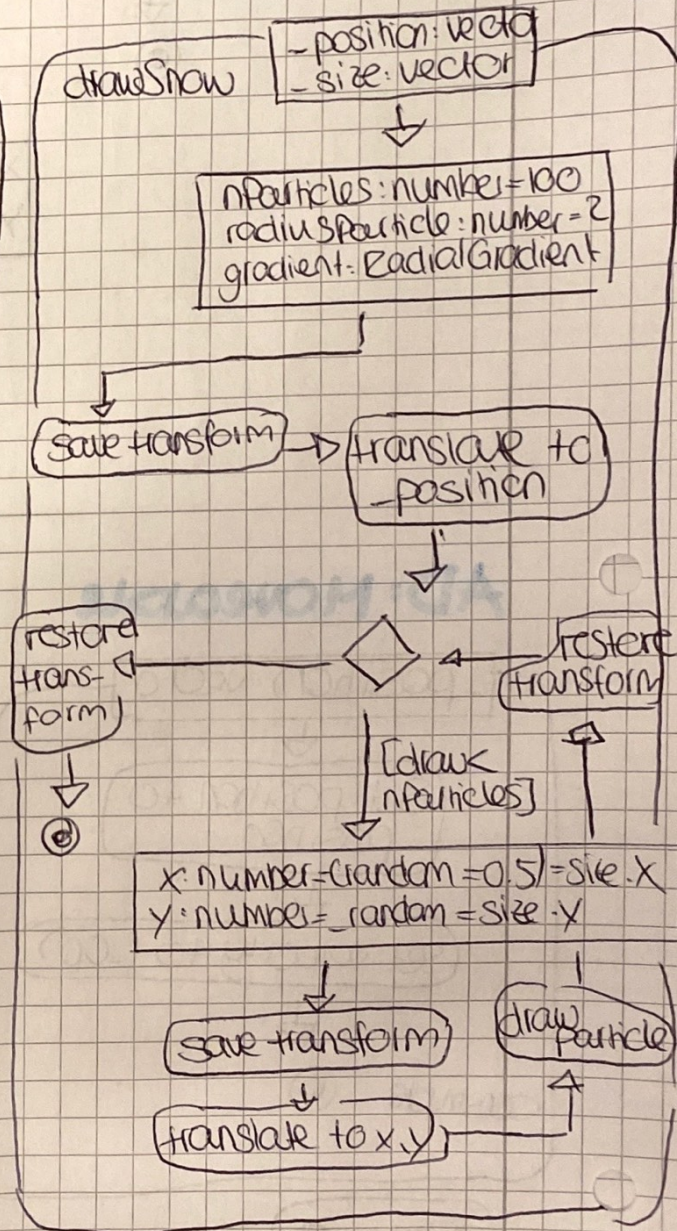 drawSnow
_position: vector
_size: vector
nParticles: number = 100
radiusParticle: number = 2
gradient: RadialGradient
save transform
translate to
_position
restore
trans-
form
restore
transform
[draw<
nParticles]
x: number = (random = 0.5) = size.X
y: number = _random = size.y
save transform
draw
particle
translate to x,y